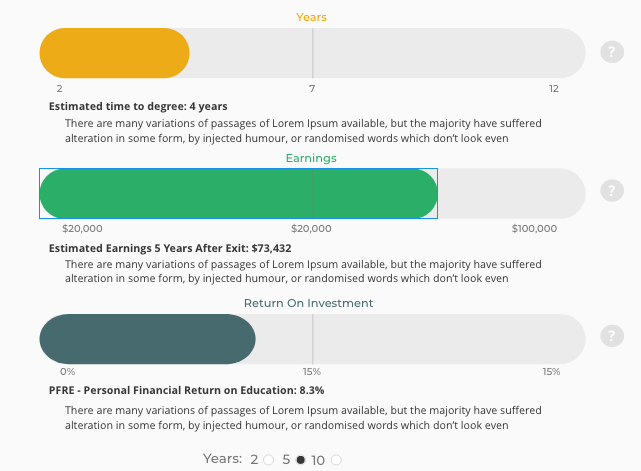 Years
?
2 7 12
Estimated time to degree: 4 years
There are many variations of passages of Lorem Ipsum available, but the majority have suffered
alteration in some form, by injected humour, or randomised words which don’t look even
Earnings
?
$20,000 $20,000 $100,000
Estimated Earnings 5 Years After Exit: $73,432
There are many variations of passages of Lorem Ipsum available, but the majority have suffered
alteration in some form, by injected humour, or randomised words which don’t look even
Return On Investment
?
0% 15% 15%
PFRE - Personal Financial Return on Education: 8.3%
There are many variations of passages of Lorem Ipsum available, but the majority have suffered
alteration in some form, by injected humour, or randomised words which don’t look even
Years: 2 5 10